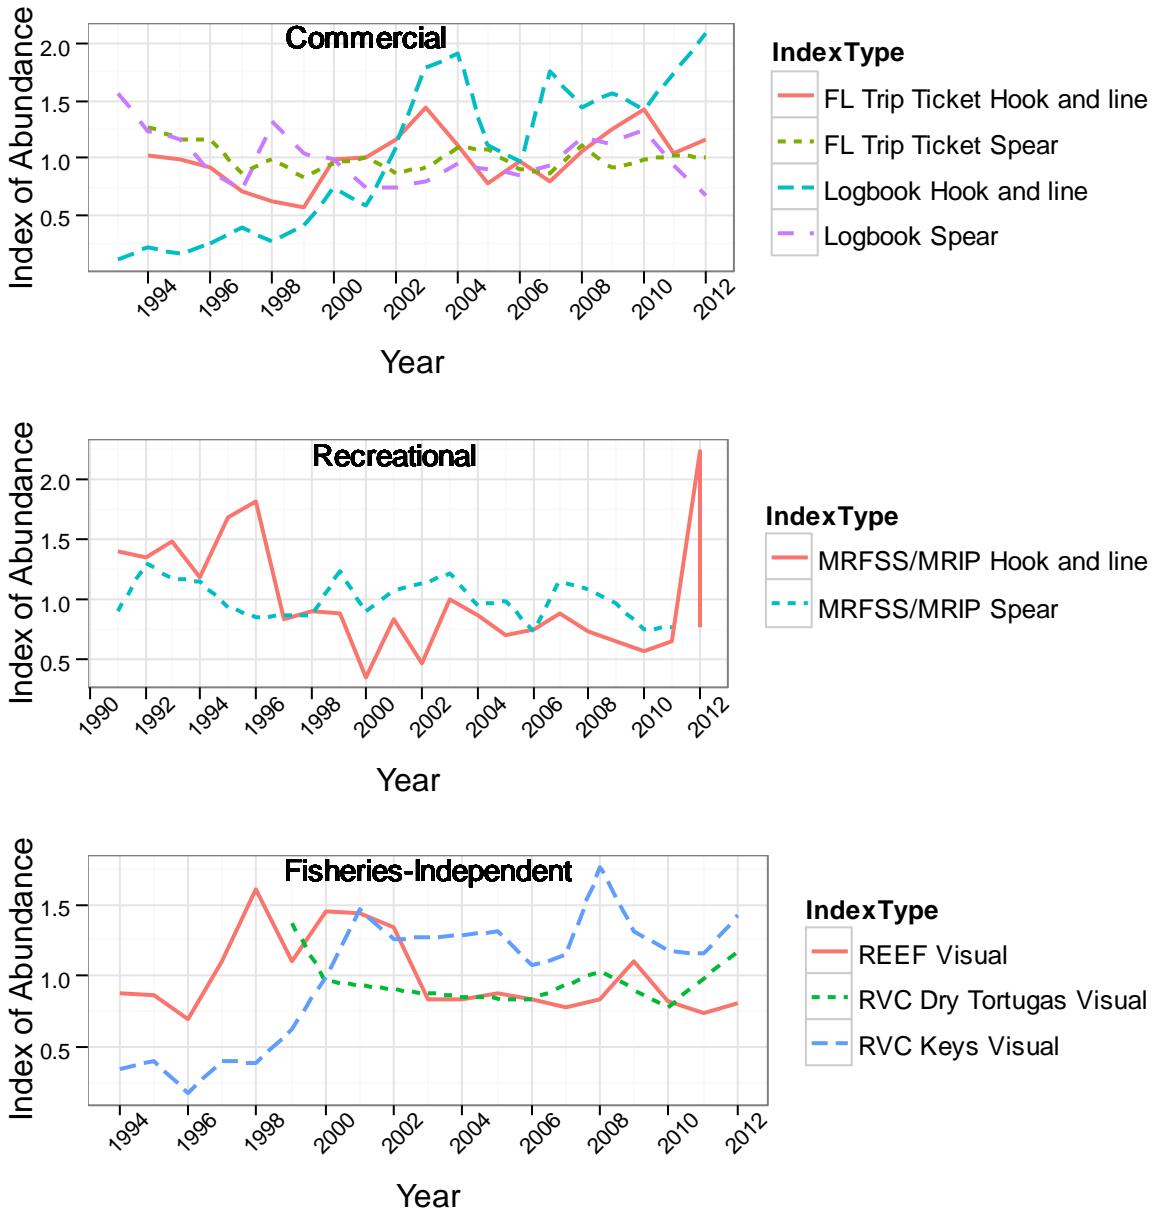 Commercial
Index of Abundance
2.0
1.5
1.0
0.5
1994 1996 1998 2000 2002 2004 2006 2008 2010 2012
Year
IndexType
FL Trip Ticket Hook and line
FL Trip Ticket Spear
Logbook Hook and line
Logbook Spear
Recreational
Index of Abundance
2.0
1.5
1.0
0.5
1990 1992 1994 1996 1998 2000 2002 2004 2006 2008 2010 2012
Year
IndexType
MRFSS/MRIP Hook and line
MRFSS/MRIP Spear
Fisheries-Independent
Index of Abundance
1.5
1.0
0.5
1994 1996 1998 2000 2002 2004 2006 2008 2010 2012
Year
IndexType
REEF Visual
RVC Dry Tortugas Visual
RVC Keys Visual